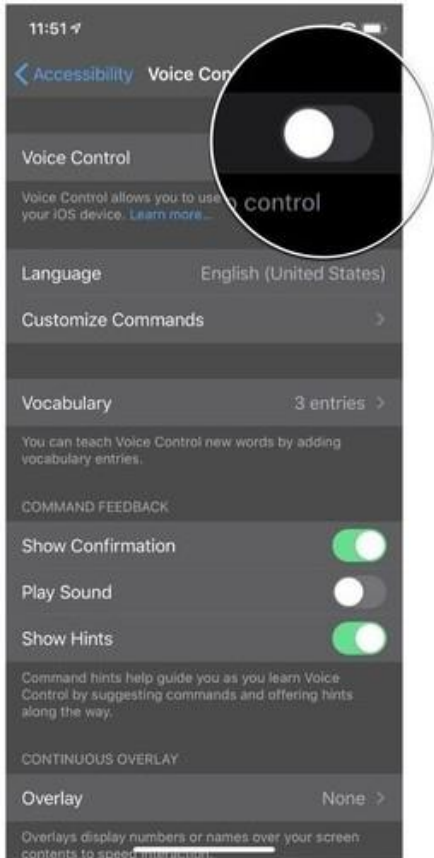 11:51
Accessibility Voice Con
Voice Control
Voice Control allows you to use
your iOS device. Learn more...
control
Language English (United States)
Customize Commands
Vocabulary 3 entries
You can teach Voice Control new words by adding
vocabulary entries.
COMMAND FEEDBACK
Show Confirmation
Play Sound
Show Hints
Command hints help guide you as you learn Voice
Control by suggesting commands and offering hints
along the way.
CONTINUOUS OVERLAY
Overlay None
Overlays display numbers or names over your screen
contents to speed interaction.